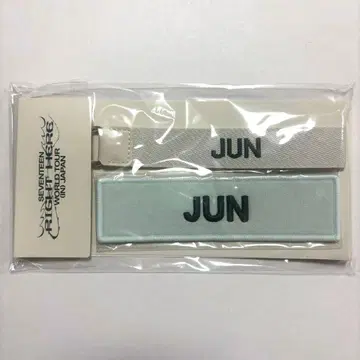 SEVENTEEN
RIGHT HERE
WORLD TOUR
[IN] JAPAN
JUN
JUN